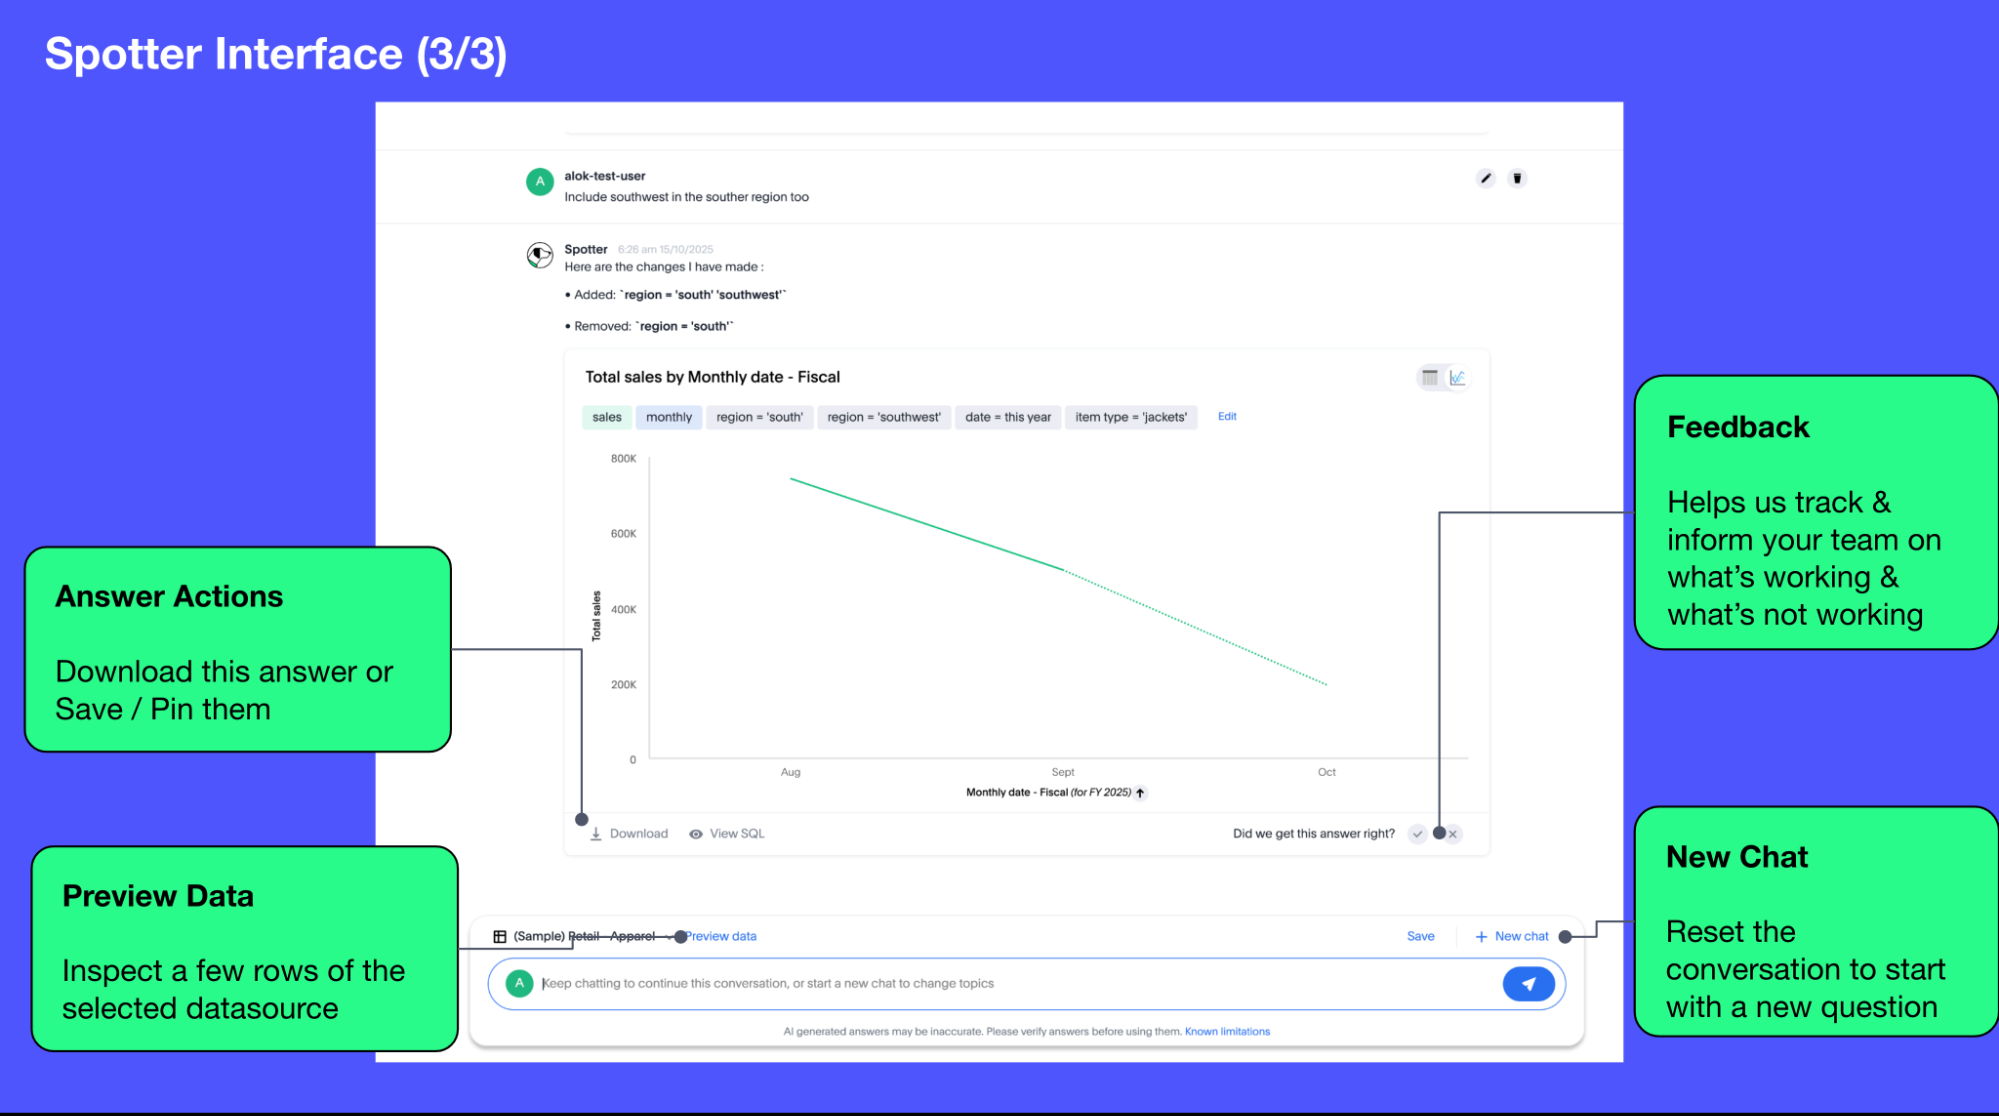 Spotter Interface (3/3)
A
alok-test-user
Include southwest in the souther region too
Spotter 6:26 am 15/10/2025
Here are the changes I have made :
• Added: `region = 'south' 'southwest'`
• Removed: `region = 'south'`
Total sales by Monthly date - Fiscal
sales monthly region = 'south' region = 'southwest' date = this year item type = 'jackets' Edit
800K
600K
400K
200K
0
Total sales
Aug Sept Oct
Monthly date - Fiscal (for FY 2025)
Download View SQL Did we get this answer right?
(Sample) Retail - Apparel Preview data Save + New chat
A Keep chatting to continue this conversation, or start a new chat to change topics
AI generated answers may be inaccurate. Please verify answers before using them. Known limitations
Answer Actions
Download this answer or
Save / Pin them
Preview Data
Inspect a few rows of the
selected datasource
Feedback
Helps us track &
inform your team on
what's working &
what's not working
New Chat
Reset the
conversation to start
with a new question